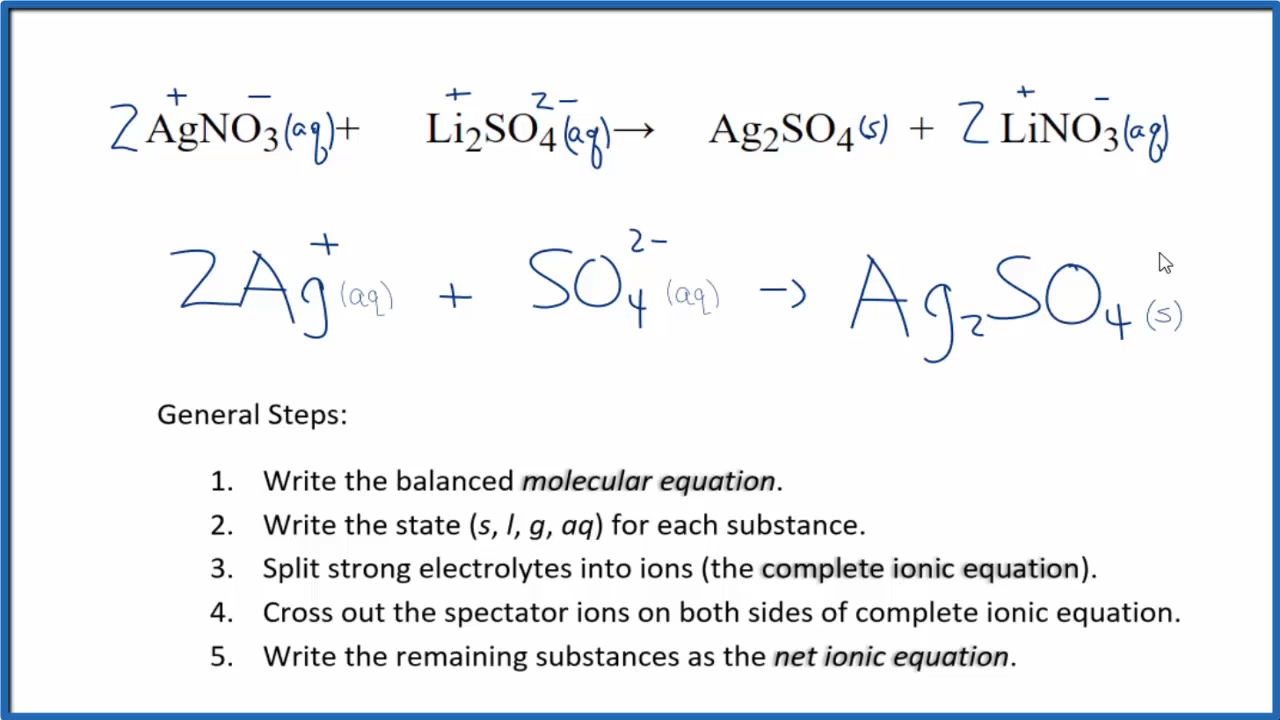 2AgNO₃(aq) + Li₂SO₄(aq) → Ag₂SO₄(s) + 2LiNO₃(aq)
+ − + 2− + −
2Ag⁺(aq) + SO₄²⁻(aq) → Ag₂SO₄(s)
General Steps:
1. Write the balanced molecular equation.
2. Write the state (s, l, g, aq) for each substance.
3. Split strong electrolytes into ions (the complete ionic equation).
4. Cross out the spectator ions on both sides of complete ionic equation.
5. Write the remaining substances as the net ionic equation.